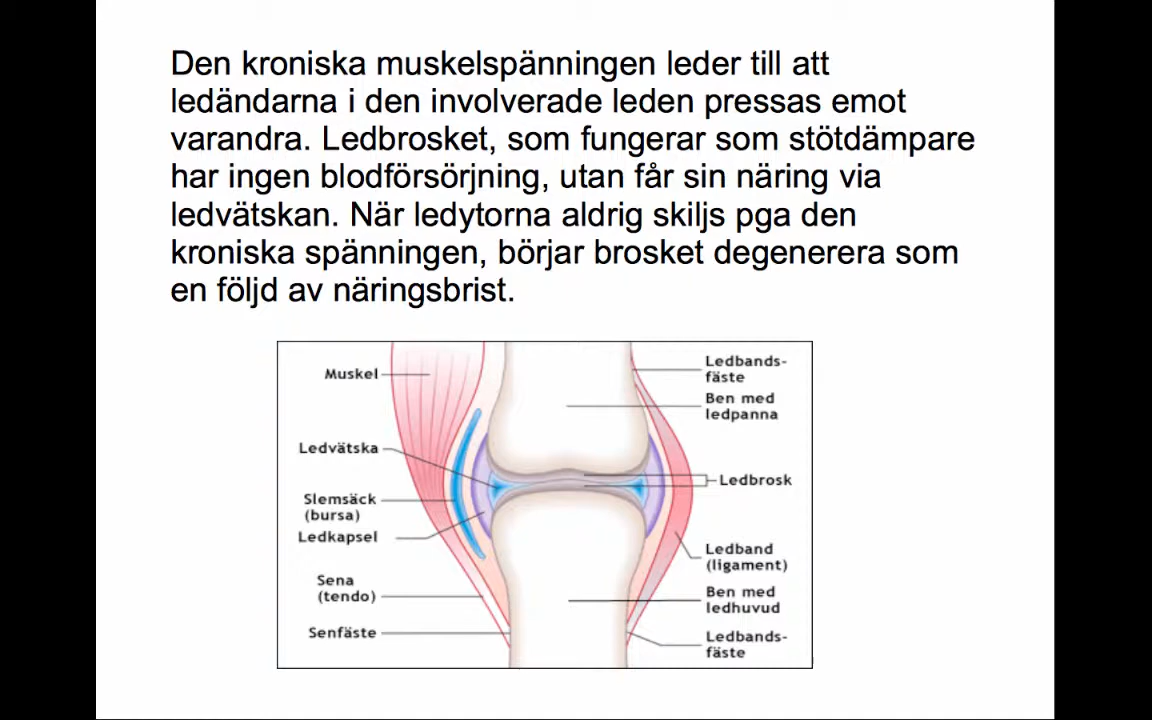 Den kroniska muskelspänningen leder till att
ledändarna i den involverade leden pressas emot
varandra. Ledbrosket, som fungerar som stötdämpare
har ingen blodförsörjning, utan får sin näring via
ledvätskan. När ledytorna aldrig skiljs pga den
kroniska spänningen, börjar brosket degenerera som
en följd av näringsbrist.
Muskel
Ledvätska
Slemsäck
(bursa)
Ledkapsel
Sena
(tendo)
Senfäste
Ledbands-
fäste
Ben med
ledpanna
Ledbrosk
Ledband
(ligament)
Ben med
ledhuvud
Ledbands-
fäste